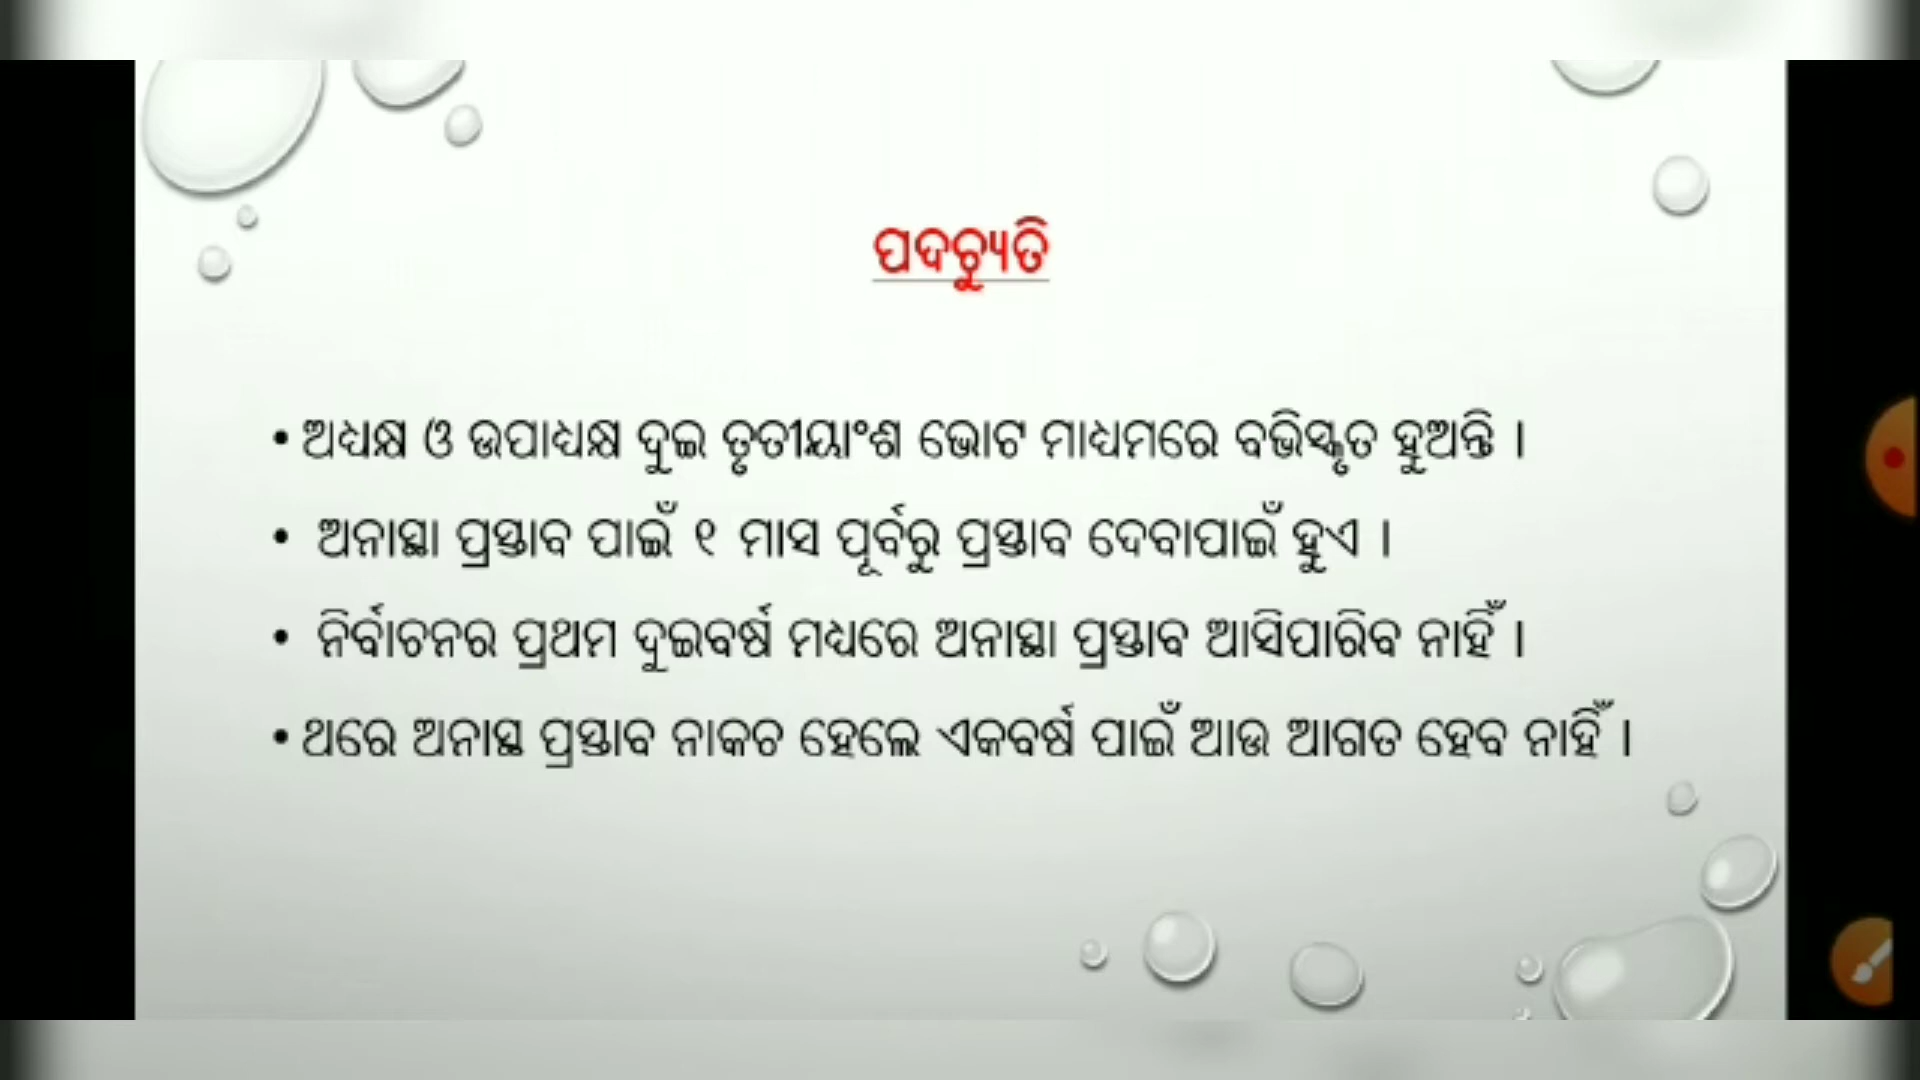 ପଦଚ୍ୟୁତି
• ଅଧ୍ୟକ୍ଷ ଓ ଉପାଧ୍ୟକ୍ଷ ଦୁଇ ତୃତୀୟାଂଶ ଭୋଟ ମାଧ୍ୟମରେ ବଭିସ୍କୃତ ହୁଅନ୍ତି ।
• ଅନାସ୍ଥା ପ୍ରସ୍ତାବ ପାଇଁ ୧ ମାସ ପୂର୍ବରୁ ପ୍ରସ୍ତାବ ଦେବାପାଇଁ ହୁଏ ।
• ନିର୍ବାଚନର ପ୍ରଥମ ଦୁଇବର୍ଷ ମଧ୍ୟରେ ଅନାସ୍ଥା ପ୍ରସ୍ତାବ ଆସିପାରିବ ନାହିଁ ।
• ଥରେ ଅନାସ୍ଥ ପ୍ରସ୍ତାବ ନାକଚ ହେଲେ ଏକବର୍ଷ ପାଇଁ ଆଉ ଆଗତ ହେବ ନାହିଁ ।